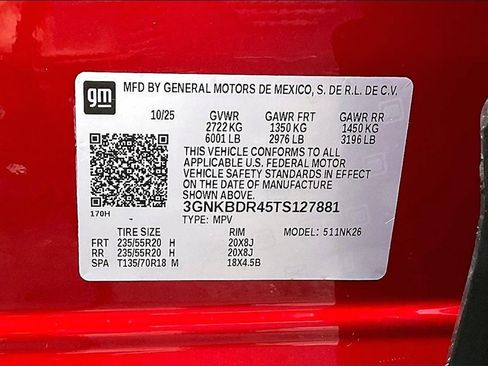 gm
MFD BY GENERAL MOTORS DE MEXICO, S. DE R.L. DE C.V.
10/25 GVWR GAWR FRT GAWR RR
2722 KG 1350 KG 1450 KG
6001 LB 2976 LB 3196 LB
THIS VEHICLE CONFORMS TO ALL
APPLICABLE U.S. FEDERAL MOTOR
VEHICLE SAFETY STANDARDS IN EFFECT
ON THE DATE OF MANUFACTURE
SHOWN ABOVE.
3GNKBDR45TS127881
170H - TYPE: MPV
TIRE SIZE RIM 511NK26
FRT 235/55R20 H 20X8J
RR 235/55R20 H 20X8J
SPA T135/70R18 M 18X4.5B